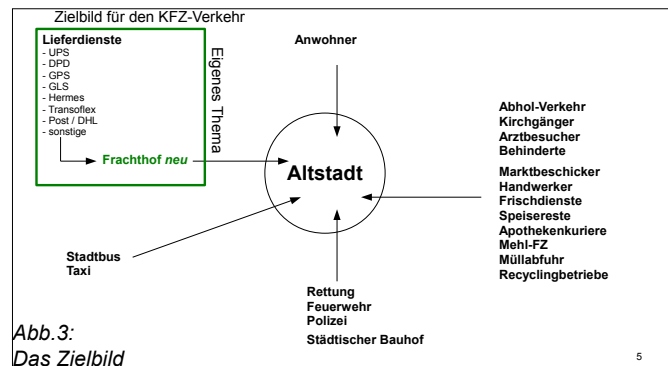 Zielbild für den KFZ-Verkehr
Lieferdienste
- UPS
- DPD
- GPS
- GLS
- Hermes
- Transoflex
- Post / DHL
- sonstige
Frachthof neu
Eigenes Thema
Anwohner
Altstadt
Abhol-Verkehr
Kirchgänger
Arztbesucher
Behinderte
Marktbeschicker
Handwerker
Frischdienste
Speisereste
Apothekenkuriere
Mehl-FZ
Müllabfuhr
Recyclingbetriebe
Stadtbus
Taxi
Rettung
Feuerwehr
Polizei
Städtischer Bauhof
Abb.3:
Das Zielbild
5